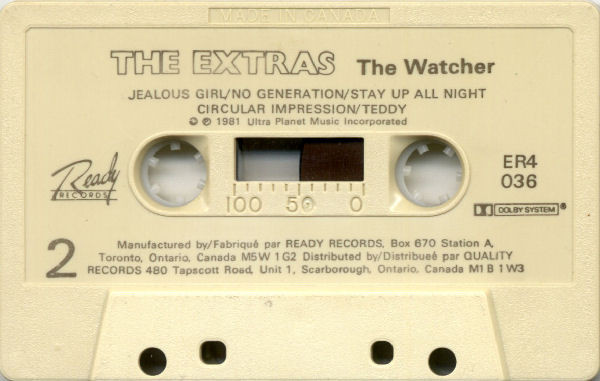 MADE IN CANADA
THE EXTRAS The Watcher
JEALOUS GIRL/NO GENERATION/STAY UP ALL NIGHT
CIRCULAR IMPRESSION/TEDDY
© ℗ 1981 Ultra Planet Music Incorporated
Ready
RECORDS
ER4
036
100 50 0
DOLBY SYSTEM®
2
Manufactured by/Fabriqué par READY RECORDS, Box 670 Station A,
Toronto, Ontario, Canada M5W 1G2 Distributed by/Distribueé par QUALITY
RECORDS 480 Tapscott Road, Unit 1, Scarborough, Ontario, Canada M1B 1W3